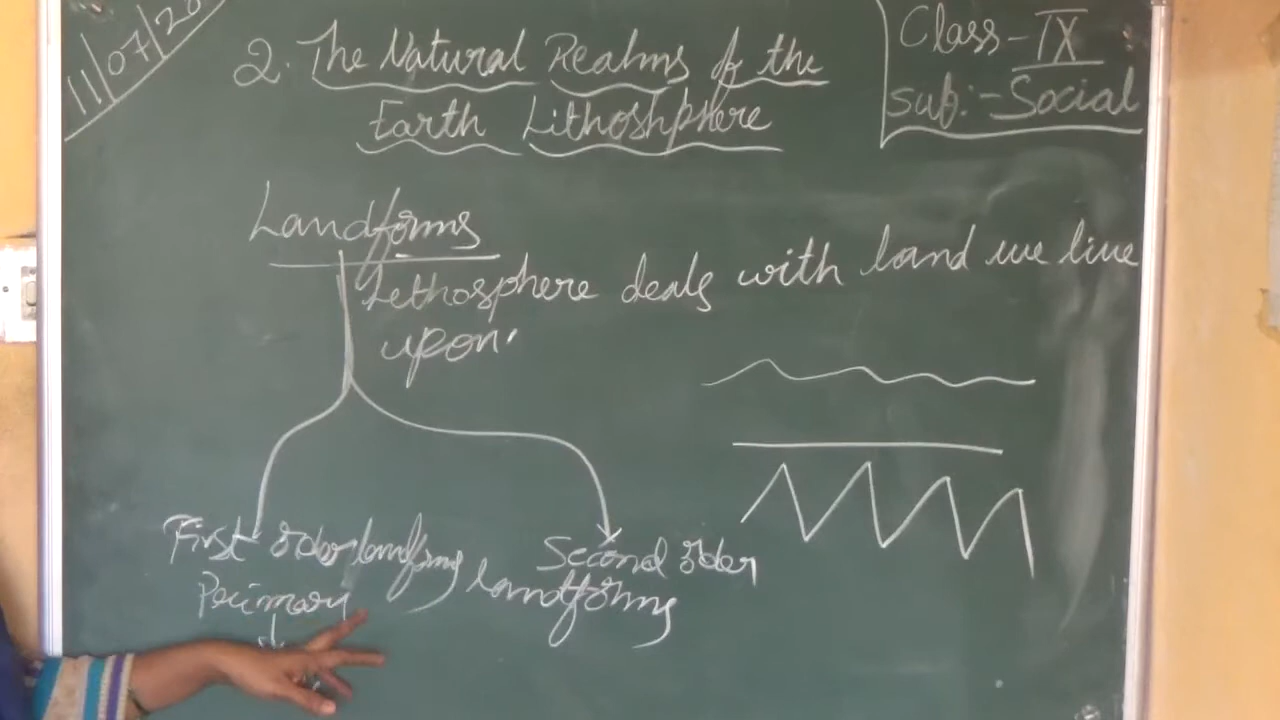 11/07/20
2. The Natural Realms of the
Earth Lithoshphere
Class - IX
sub:- Social
Landforms
Lethosphere deals with land we live
upon.
First order landforms
Primary
Second order
landforms